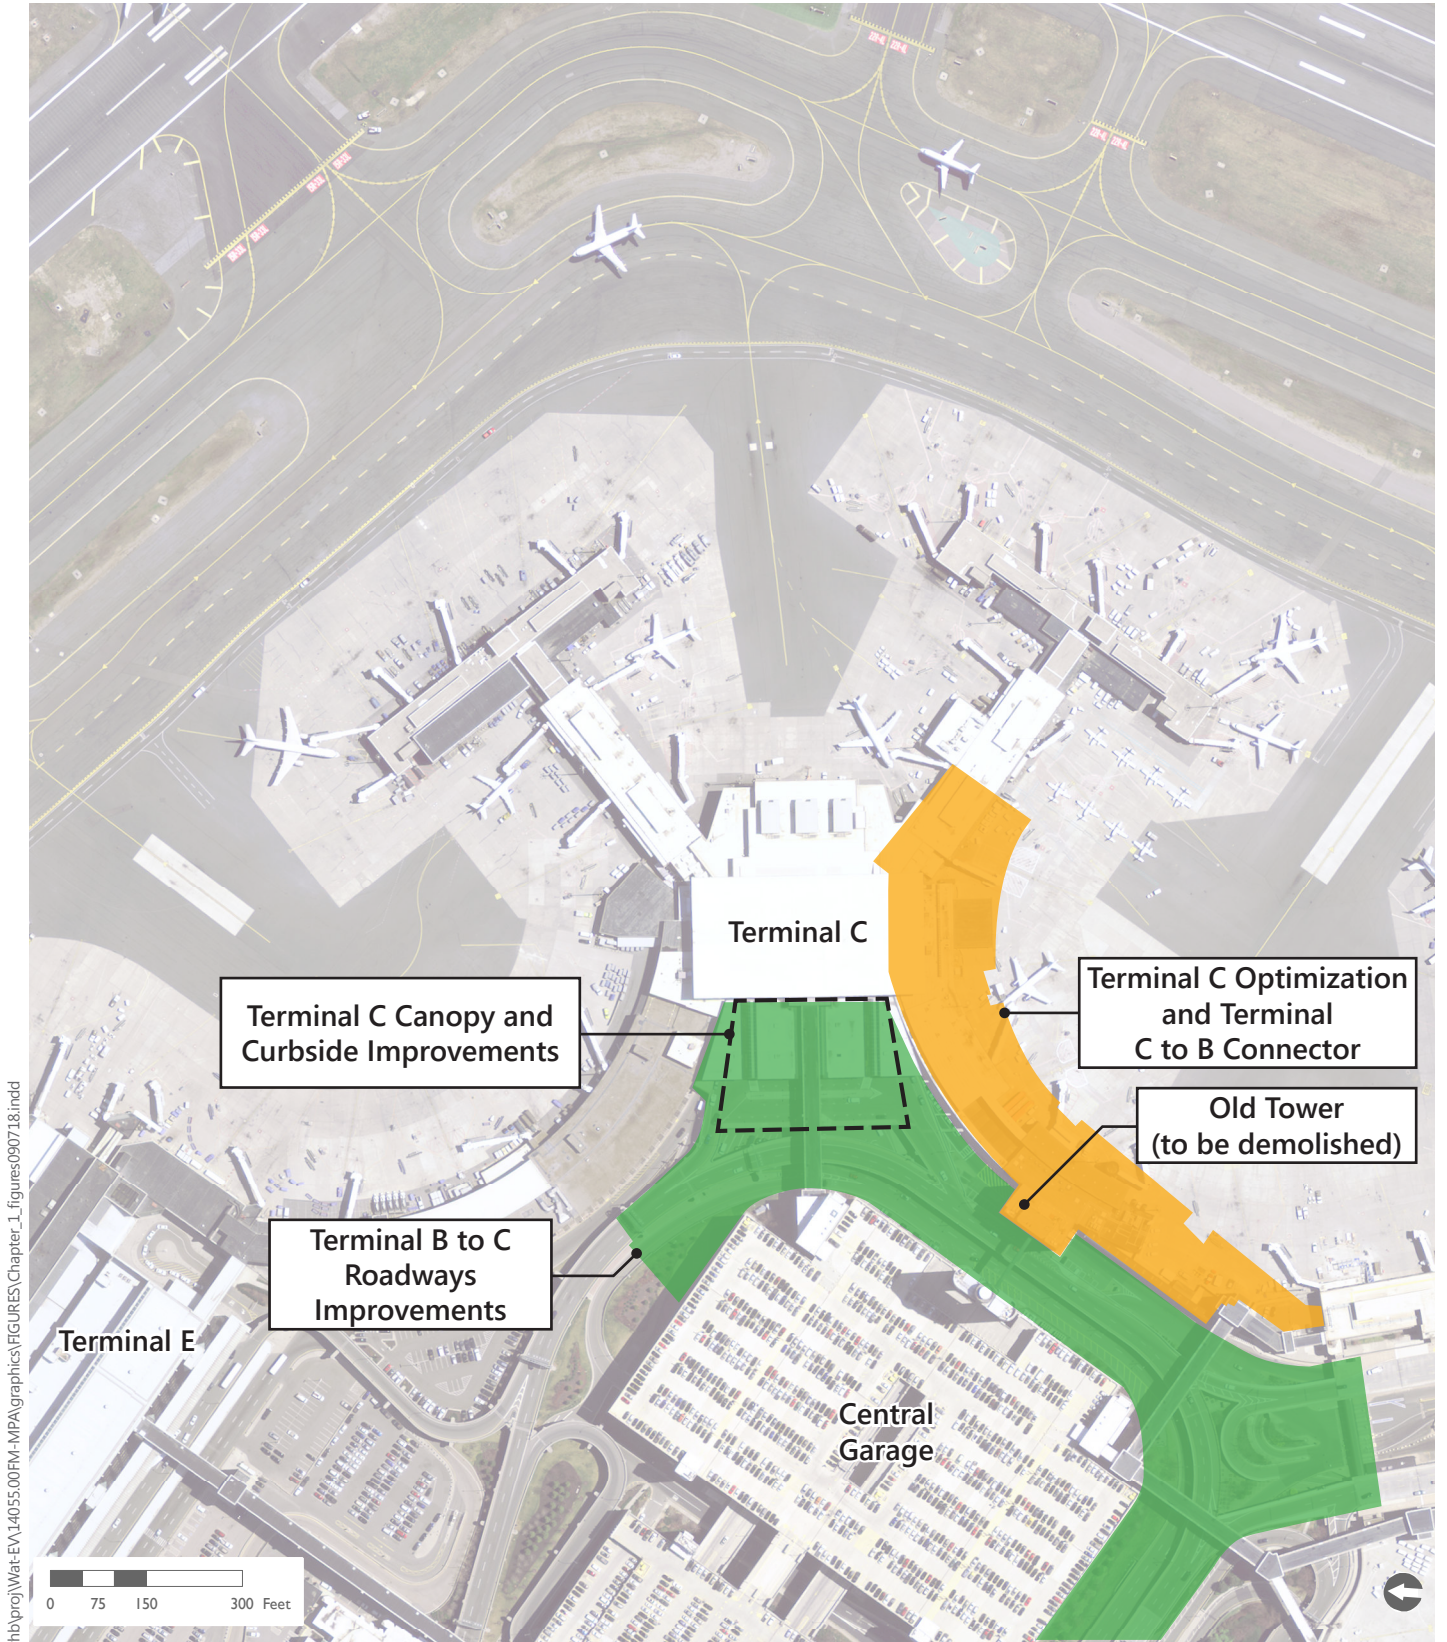 Terminal C
Terminal C Canopy and
Curbside Improvements
Terminal C Optimization
and Terminal
C to B Connector
Old Tower
(to be demolished)
Terminal B to C
Roadways
Improvements
Terminal E
Central
Garage
0 75 150 300 Feet
hb\proj\Wat-EV\14055.00FM-MPA\graphics\FIGURES\Chapter_1_figures090718.indd